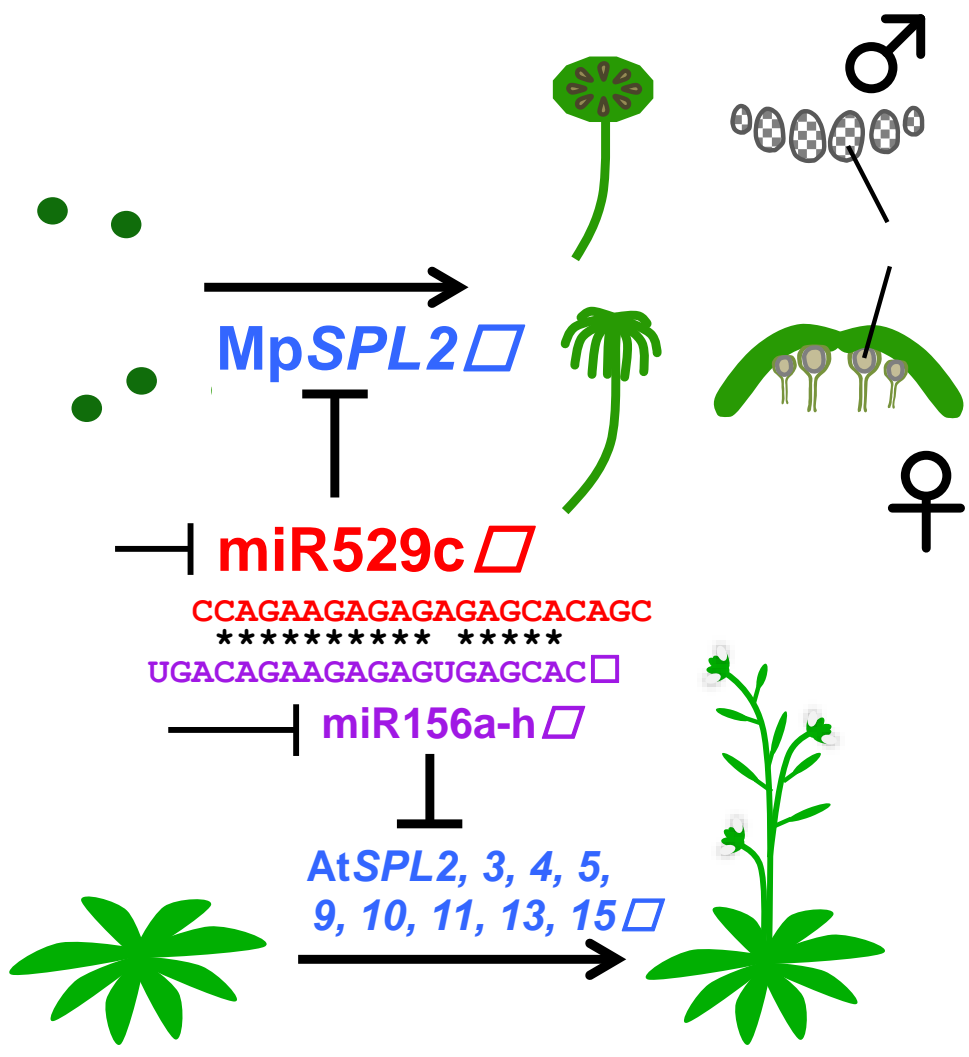 ♂
MpSPL2
♀
miR529c
CCAGAAGAGAGAGAGCACAGC
********** *****
UGACAGAAGAGAGUGAGCAC
miR156a-h
AtSPL2, 3, 4, 5,
9, 10, 11, 13, 15